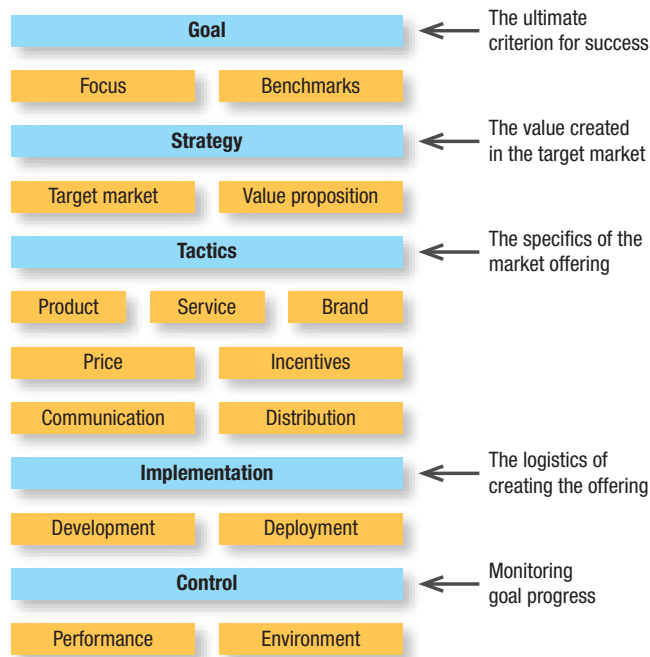 Goal
The ultimate
criterion for success
Focus
Benchmarks
Strategy
The value created
in the target market
Target market
Value proposition
Tactics
The specifics of the
market offering
Product
Service
Brand
Price
Incentives
Communication
Distribution
Implementation
The logistics of
creating the offering
Development
Deployment
Control
Monitoring
goal progress
Performance
Environment